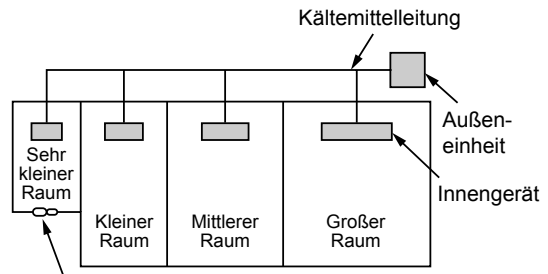 Kältemittelleitung
Außen-
einheit
Innengerät
Sehr
kleiner
Raum
Kleiner
Raum
Mittlerer
Raum
Großer
Raum